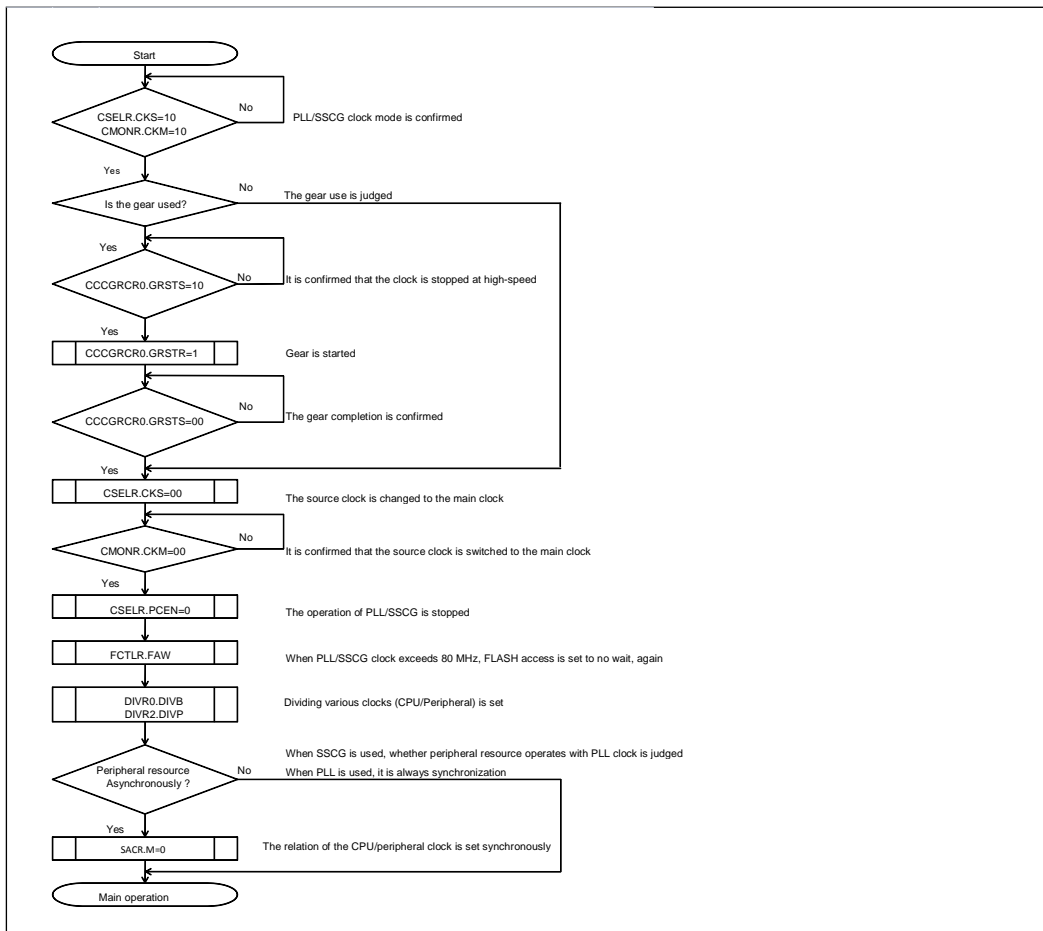 Start
No
CSELR.CKS=10
CMONR.CKM=10
PLL/SSCG clock mode is confirmed
Yes
No
The gear use is judged
Is the gear used?
Yes
CCCGRCR0.GRSTS=10
No
It is confirmed that the clock is stopped at high-speed
Yes
CCCGRCR0.GRSTR=1
Gear is started
No
The gear completion is confirmed
CCCGRCR0.GRSTS=00
Yes
CSELR.CKS=00
The source clock is changed to the main clock
No
CMONR.CKM=00
It is confirmed that the source clock is switched to the main clock
Yes
CSELR.PCEN=0
The operation of PLL/SSCG is stopped
FCTLR.FAW
When PLL/SSCG clock exceeds 80 MHz, FLASH access is set to no wait, again
DIVR0.DIVB
DIVR2.DIVP
Dividing various clocks (CPU/Peripheral) is set
When SSCG is used, whether peripheral resource operates with PLL clock is judged
When PLL is used, it is always synchronization
Peripheral resource
Asynchronously ?
No
Yes
SACR.M=0
The relation of the CPU/peripheral clock is set synchronously
Main operation